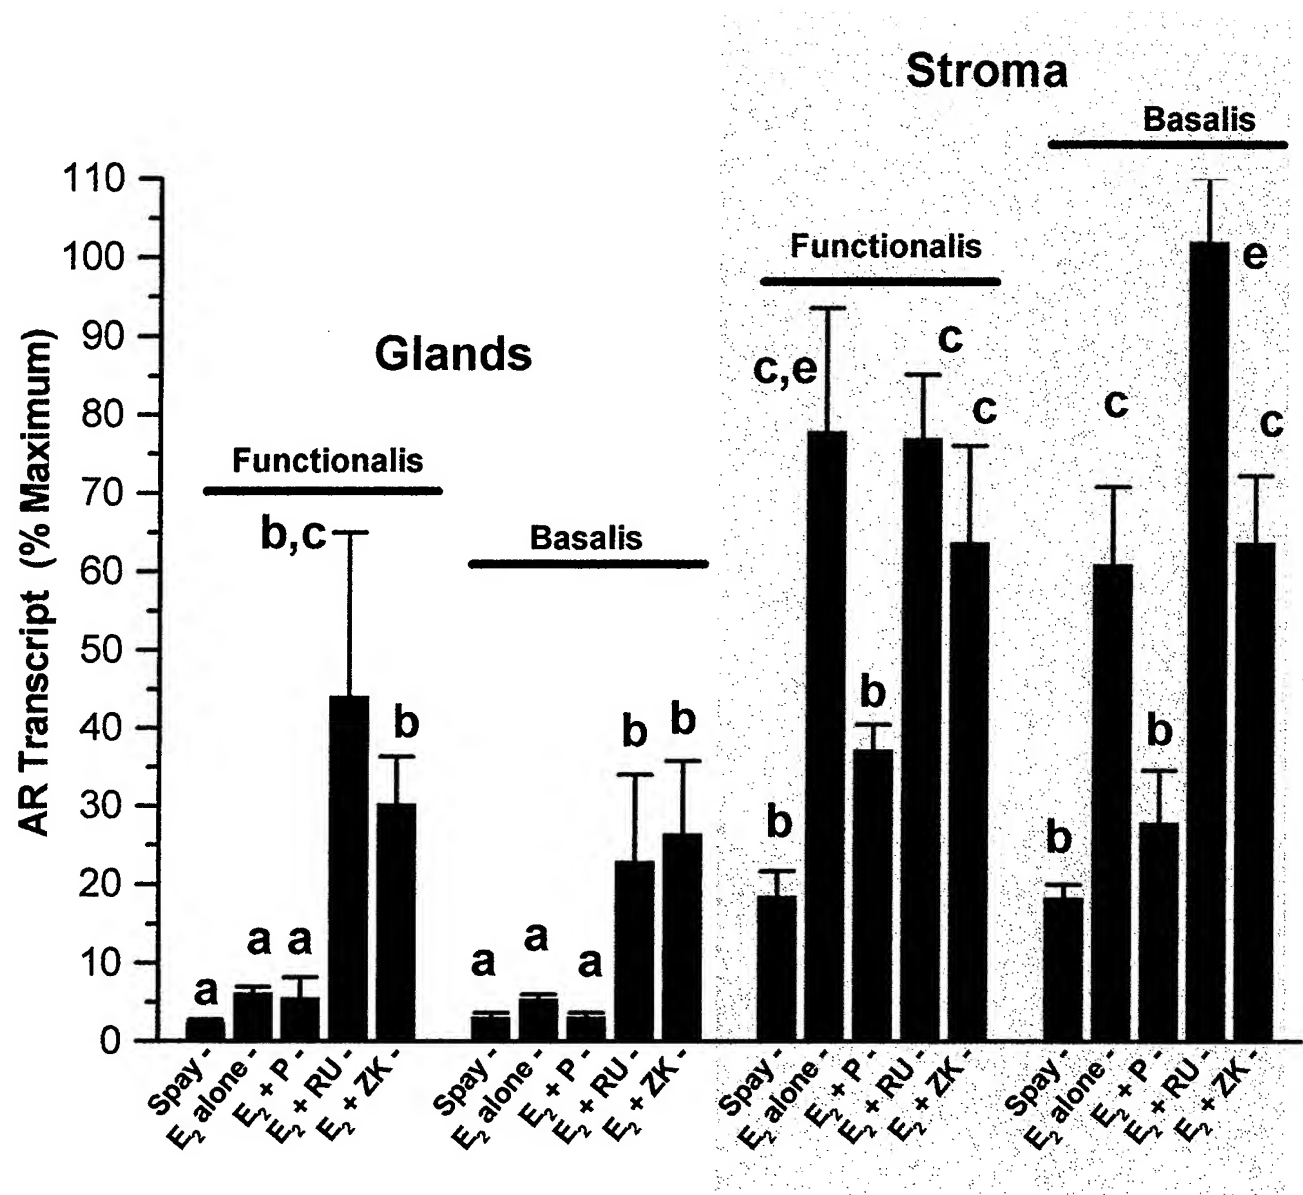 Stroma
Basalis
Functionalis
Glands
Functionalis
Basalis
AR Transcript (% Maximum)
110
100
90
80
70
60
50
40
30
20
10
0
a
a
a
b,c
b
a
a
a
b
b
b
c,e
b
c
c
b
c
b
e
c
Spay -
E₂ alone -
E₂ + P -
E₂ + RU -
E₂ + ZK -
Spay -
E₂ alone -
E₂ + P -
E₂ + RU -
E₂ + ZK -
Spay -
E₂ alone -
E₂ + P -
E₂ + RU -
E₂ + ZK -
Spay -
E₂ alone -
E₂ + P -
E₂ + RU -
E₂ + ZK -